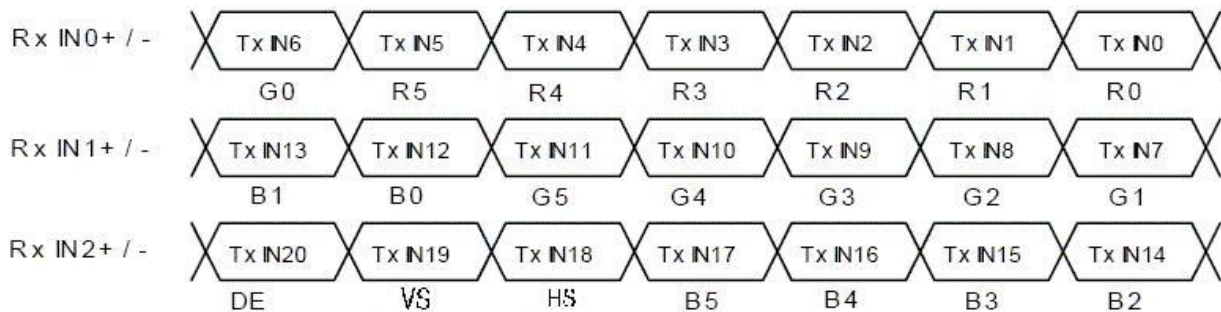 Rx IN0+ / - Tx IN6 Tx IN5 Tx IN4 Tx IN3 Tx IN2 Tx IN1 Tx IN0
G0 R5 R4 R3 R2 R1 R0
Rx IN1+ / - Tx IN13 Tx IN12 Tx IN11 Tx IN10 Tx IN9 Tx IN8 Tx IN7
B1 B0 G5 G4 G3 G2 G1
Rx IN2+ / - Tx IN20 Tx IN19 Tx IN18 Tx IN17 Tx IN16 Tx IN15 Tx IN14
DE VS HS B5 B4 B3 B2